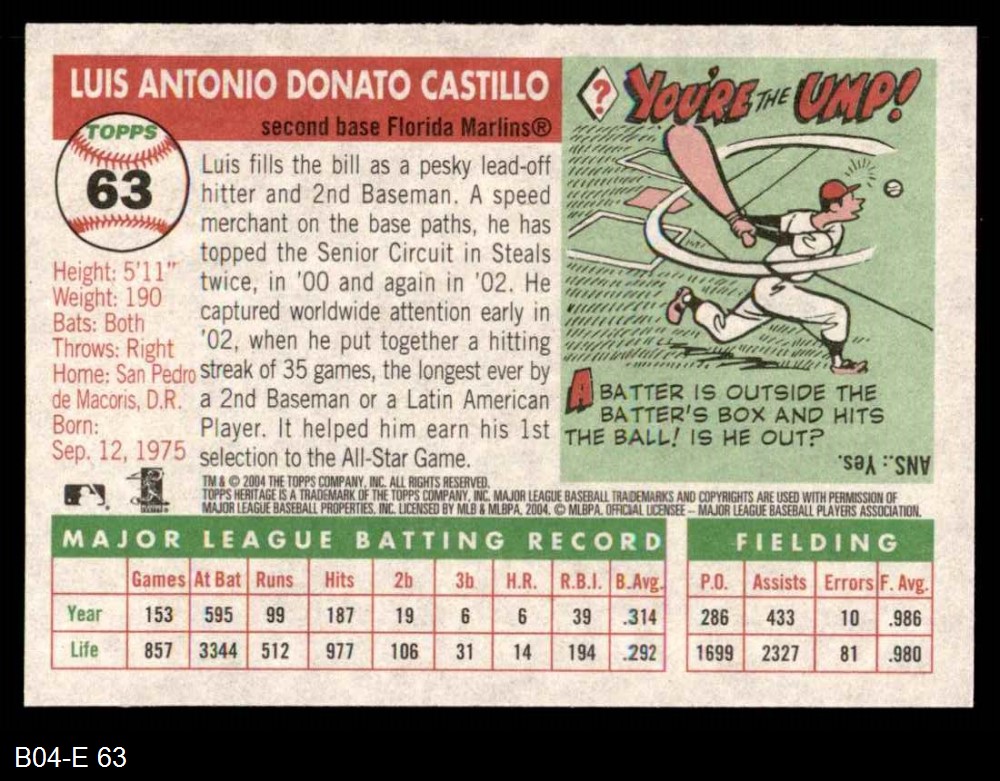 LUIS ANTONIO DONATO CASTILLO
second base Florida Marlins®
TOPPS
63
Luis fills the bill as a pesky lead-off
hitter and 2nd Baseman. A speed
merchant on the base paths, he has
topped the Senior Circuit in Steals
twice, in '00 and again in '02. He
captured worldwide attention early in
'02, when he put together a hitting
streak of 35 games, the longest ever by
a 2nd Baseman or a Latin American
Player. It helped him earn his 1st
selection to the All-Star Game.
Height: 5'11"
Weight: 190
Bats: Both
Throws: Right
Home: San Pedro
de Macoris, D.R.
Born:
Sep. 12, 1975
?
YOU'RE THE UMP!
A BATTER IS OUTSIDE THE
BATTER'S BOX AND HITS
THE BALL! IS HE OUT?
ANS.: Yes.
TM & © 2004 THE TOPPS COMPANY, INC. ALL RIGHTS RESERVED.
TOPPS HERITAGE IS A TRADEMARK OF THE TOPPS COMPANY, INC. MAJOR LEAGUE BASEBALL TRADEMARKS AND COPYRIGHTS ARE USED WITH PERMISSION OF
MAJOR LEAGUE BASEBALL PROPERTIES, INC. LICENSED BY MLB & MLBPA, 2004. © MLBPA. OFFICIAL LICENSEE – MAJOR LEAGUE BASEBALL PLAYERS ASSOCIATION.
MAJOR LEAGUE BATTING RECORD
Games At Bat Runs Hits 2b 3b H.R. R.B.I. B.Avg.
Year 153 595 99 187 19 6 6 39 .314
Life 857 3344 512 977 106 31 14 194 .292
FIELDING
P.O. Assists Errors F. Avg.
286 433 10 .986
1699 2327 81 .980
B04-E 63